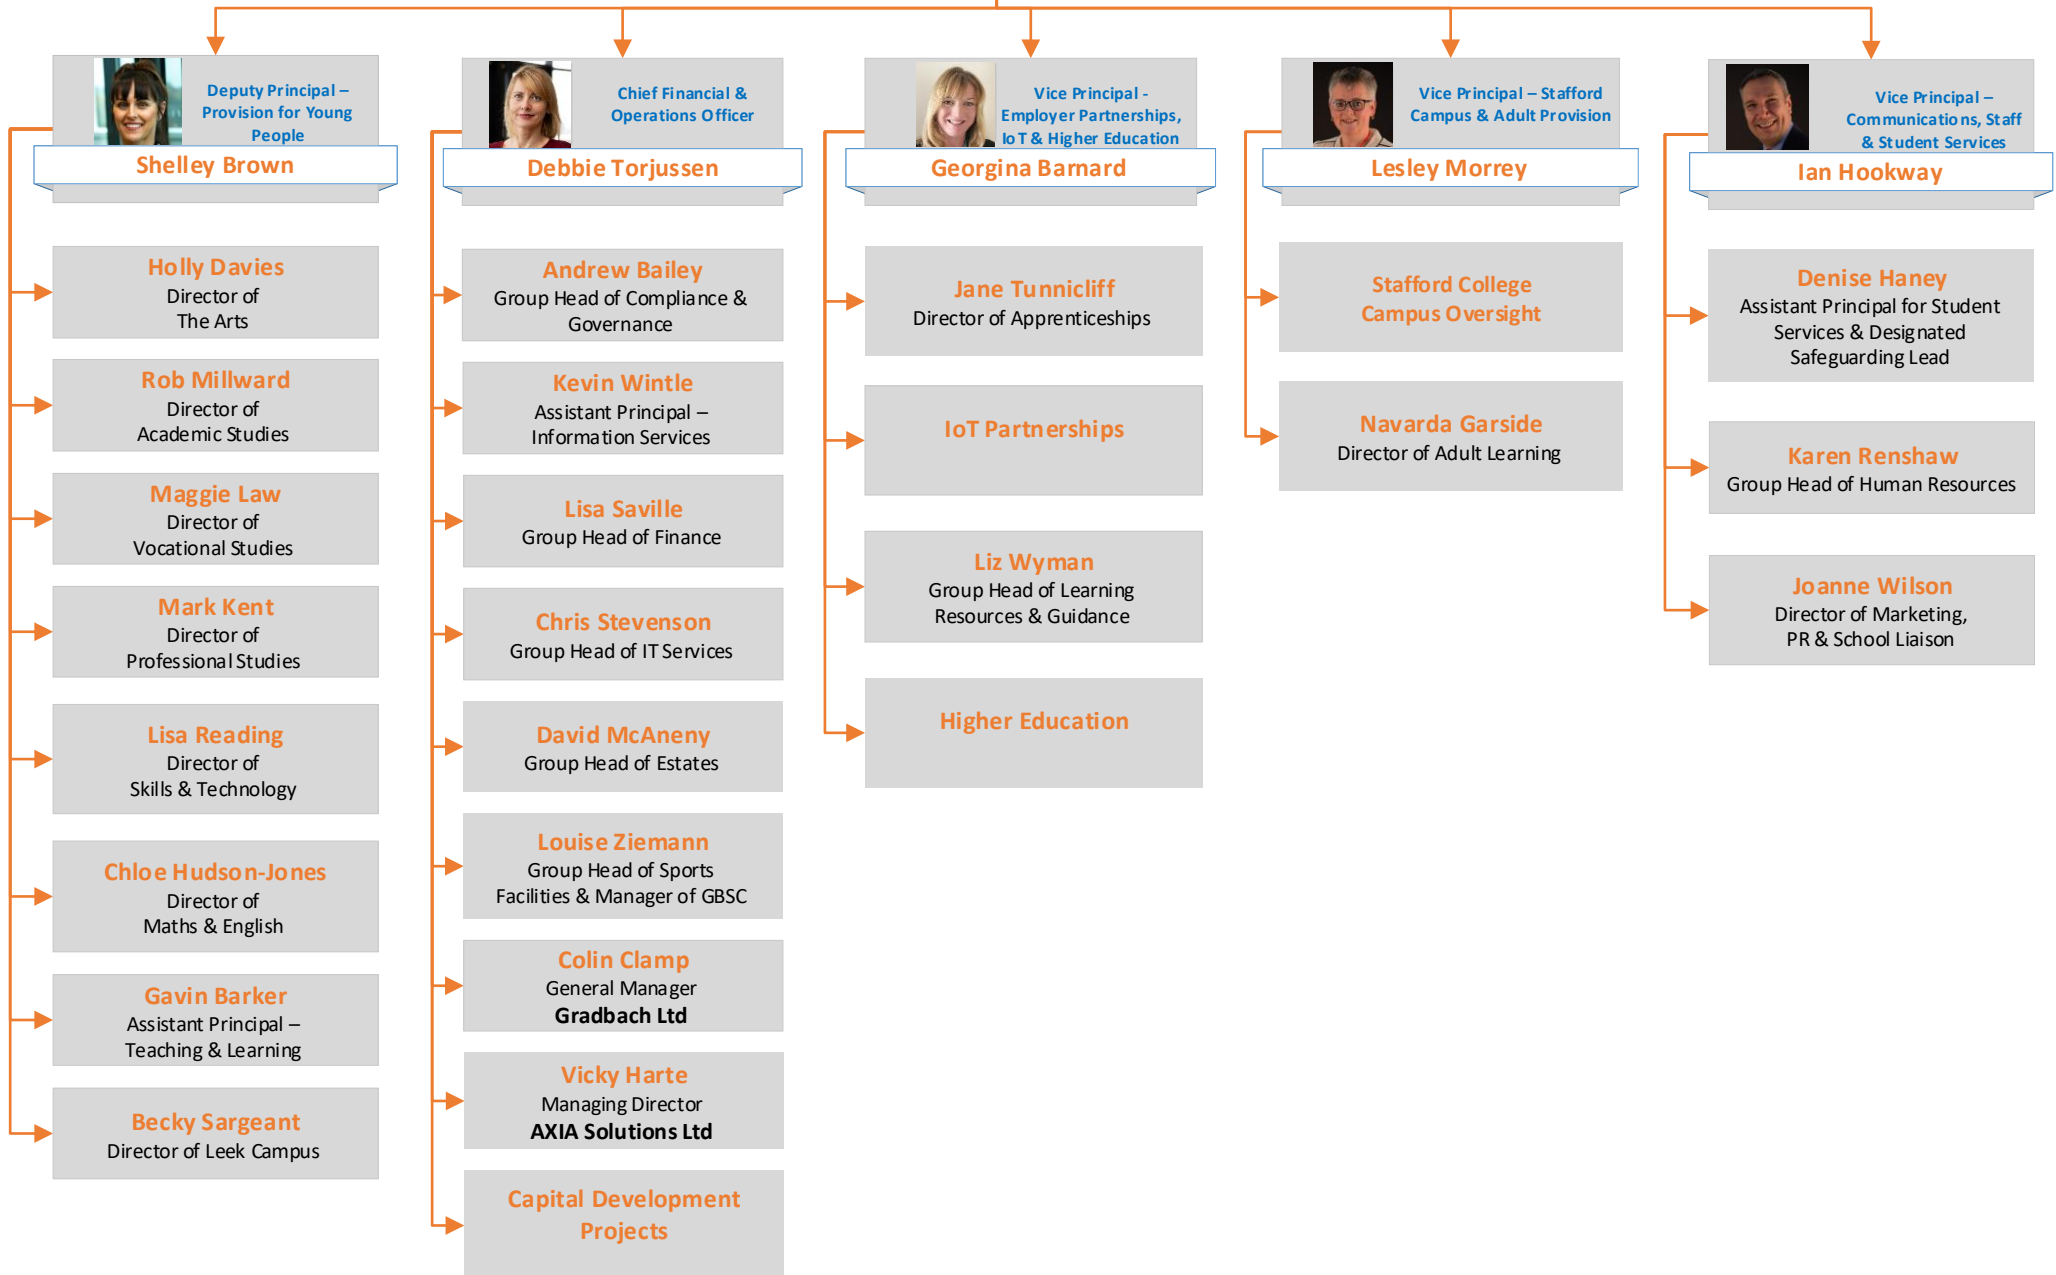 Deputy Principal –
Provision for Young
People
Shelley Brown
Holly Davies
Director of
The Arts
Rob Millward
Director of
Academic Studies
Maggie Law
Director of
Vocational Studies
Mark Kent
Director of
Professional Studies
Lisa Reading
Director of
Skills & Technology
Chloe Hudson-Jones
Director of
Maths & English
Gavin Barker
Assistant Principal –
Teaching & Learning
Becky Sargeant
Director of Leek Campus
Chief Financial &
Operations Officer
Debbie Torjussen
Andrew Bailey
Group Head of Compliance &
Governance
Kevin Wintle
Assistant Principal –
Information Services
Lisa Saville
Group Head of Finance
Chris Stevenson
Group Head of IT Services
David McAneny
Group Head of Estates
Louise Ziemann
Group Head of Sports
Facilities & Manager of GBSC
Colin Clamp
General Manager
Gradbach Ltd
Vicky Harte
Managing Director
AXIA Solutions Ltd
Capital Development
Projects
Vice Principal -
Employer Partnerships,
IoT & Higher Education
Georgina Barnard
Jane Tunnicliff
Director of Apprenticeships
IoT Partnerships
Liz Wyman
Group Head of Learning
Resources & Guidance
Higher Education
Vice Principal – Stafford
Campus & Adult Provision
Lesley Morrey
Stafford College
Campus Oversight
Navarda Garside
Director of Adult Learning
Vice Principal –
Communications, Staff
& Student Services
Ian Hookway
Denise Haney
Assistant Principal for Student
Services & Designated
Safeguarding Lead
Karen Renshaw
Group Head of Human Resources
Joanne Wilson
Director of Marketing,
PR & School Liaison